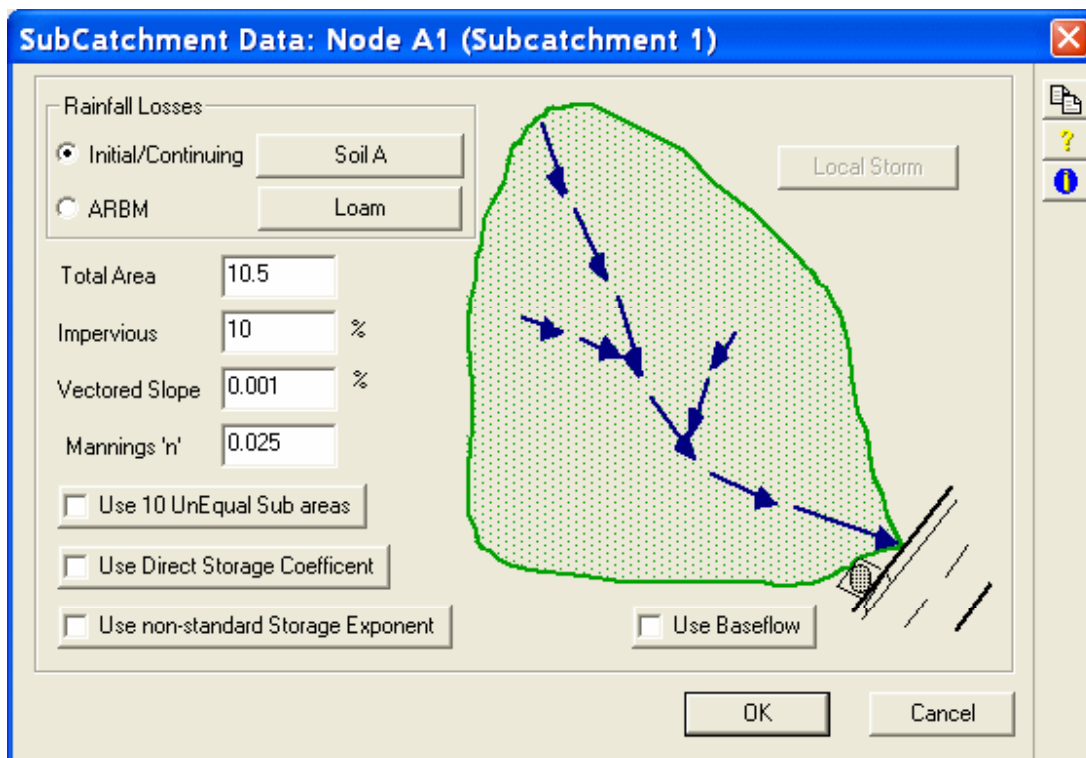 SubCatchment Data: Node A1 (Subcatchment 1)
Rainfall Losses
Initial/Continuing
Soil A
ARBM
Loam
Local Storm
Total Area
10.5
Impervious
10
%
Vectored Slope
0.001
%
Mannings 'n'
0.025
Use 10 UnEqual Sub areas
Use Direct Storage Coefficent
Use non-standard Storage Exponent
Use Baseflow
OK
Cancel
?
i